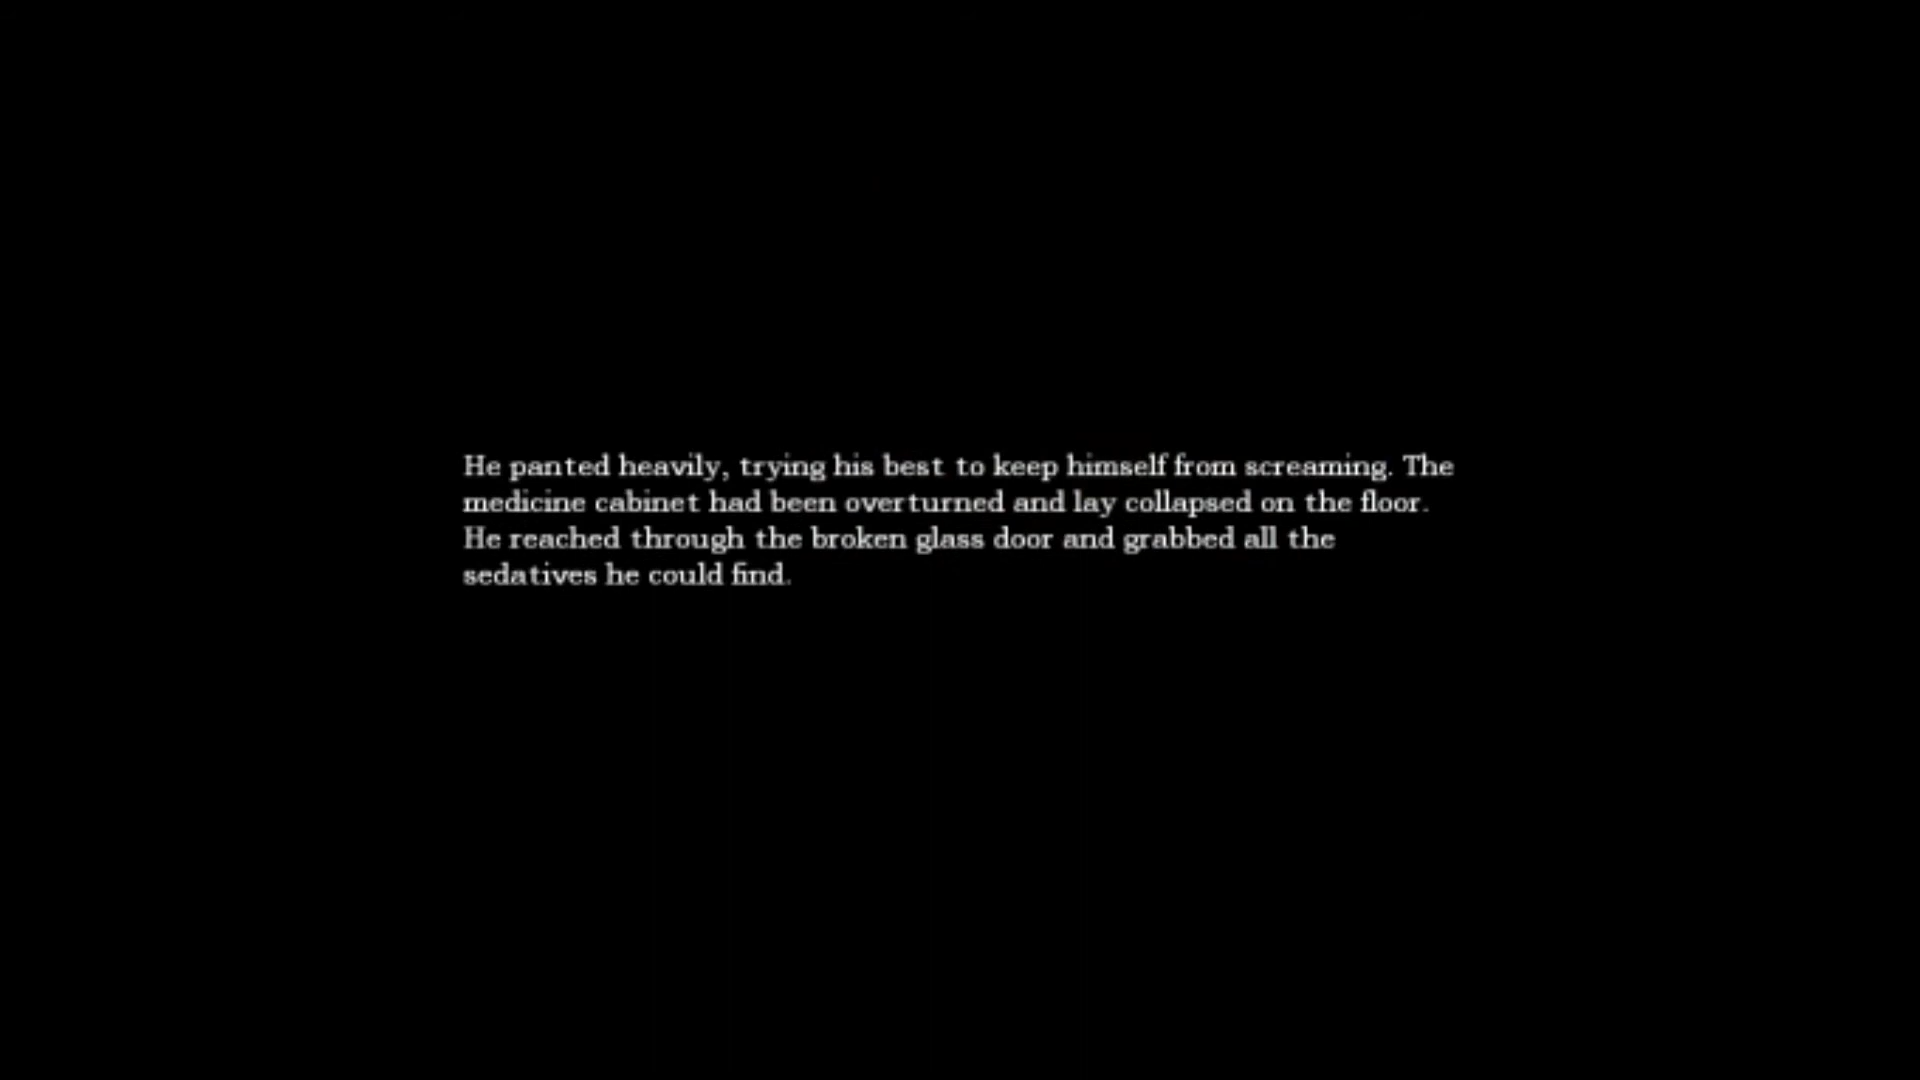 He panted heavily, trying his best to keep himself from screaming. The
medicine cabinet had been overturned and lay collapsed on the floor.
He reached through the broken glass door and grabbed all the
sedatives he could find.